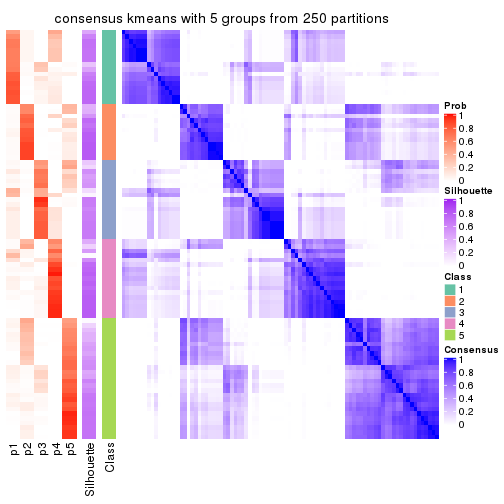 consensus kmeans with 5 groups from 250 partitions
Prob
1
0.8
0.6
0.4
0.2
0
Silhouette
1
0.8
0.6
0.4
0.2
0
Class
1
2
3
4
5
Consensus
1
0.8
0.6
0.4
0.2
0
p1
p2
p3
p4
p5
Silhouette
Class